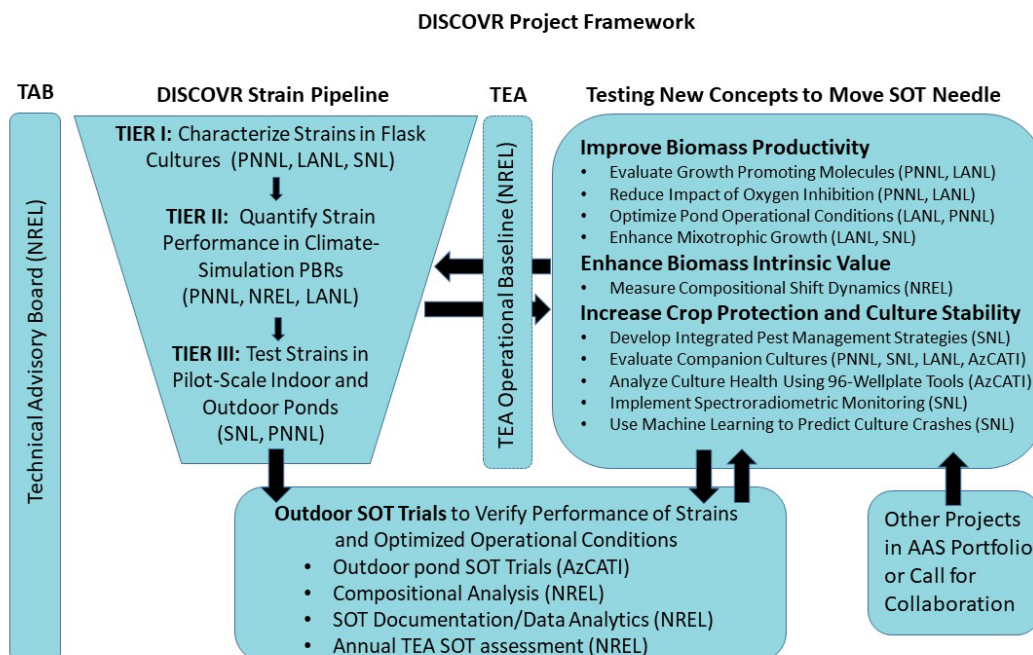 DISCOVR Project Framework
TAB
DISCOVR Strain Pipeline
TEA
Testing New Concepts to Move SOT Needle
Technical Advisory Board (NREL)
TIER I: Characterize Strains in Flask
Cultures (PNNL, LANL, SNL)
TIER II: Quantify Strain
Performance in Climate-
Simulation PBRs
(PNNL, NREL, LANL)
TIER III: Test Strains in
Pilot-Scale Indoor and
Outdoor Ponds
(SNL, PNNL)
TEA Operational Baseline (NREL)
Improve Biomass Productivity
• Evaluate Growth Promoting Molecules (PNNL, LANL)
• Reduce Impact of Oxygen Inhibition (PNNL, LANL)
• Optimize Pond Operational Conditions (LANL, PNNL)
• Enhance Mixotrophic Growth (LANL, SNL)
Enhance Biomass Intrinsic Value
• Measure Compositional Shift Dynamics (NREL)
Increase Crop Protection and Culture Stability
• Develop Integrated Pest Management Strategies (SNL)
• Evaluate Companion Cultures (PNNL, SNL, LANL, AzCATI)
• Analyze Culture Health Using 96-Wellplate Tools (AzCATI)
• Implement Spectroradiometric Monitoring (SNL)
• Use Machine Learning to Predict Culture Crashes (SNL)
Outdoor SOT Trials to Verify Performance of Strains
and Optimized Operational Conditions
• Outdoor pond SOT Trials (AzCATI)
• Compositional Analysis (NREL)
• SOT Documentation/Data Analytics (NREL)
• Annual TEA SOT assessment (NREL)
Other Projects
in AAS Portfolio
or Call for
Collaboration